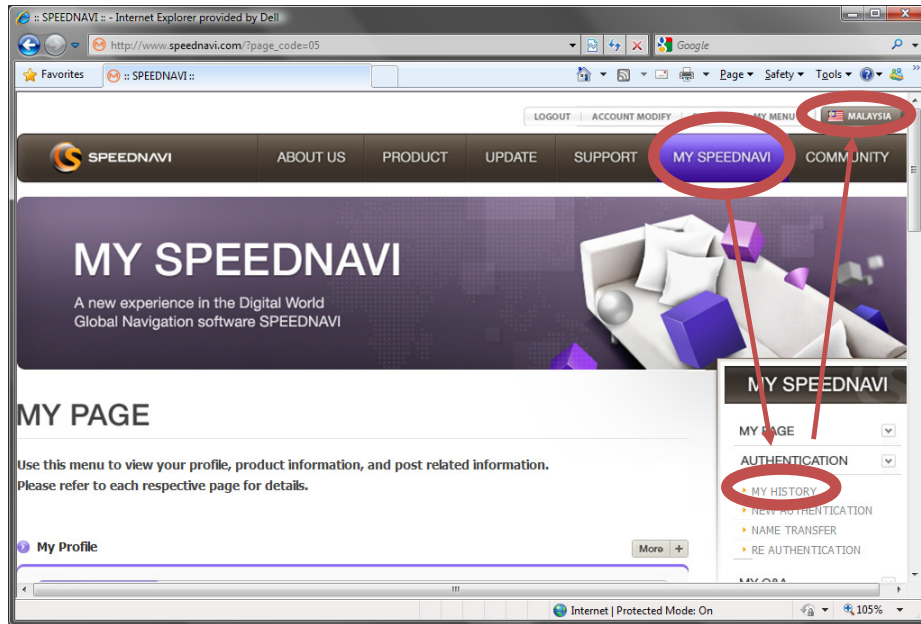 :: SPEEDNAVI :: - Internet Explorer provided by Dell
http://www.speednavi.com/?page_code=05
Google
Favorites
:: SPEEDNAVI ::
Page
Safety
Tools
LOGOUT
ACCOUNT MODIFY
MY MENU
MALAYSIA
SPEEDNAVI
ABOUT US
PRODUCT
UPDATE
SUPPORT
MY SPEEDNAVI
COMMUNITY
MY SPEEDNAVI
A new experience in the Digital World
Global Navigation software SPEEDNAVI
MY SPEEDNAVI
MY PAGE
AUTHENTICATION
MY HISTORY
NEW AUTHENTICATION
NAME TRANSFER
RE AUTHENTICATION
MY Q&A
MY PAGE
Use this menu to view your profile, product information, and post related information.
Please refer to each respective page for details.
My Profile
More +
Internet | Protected Mode: On
105%